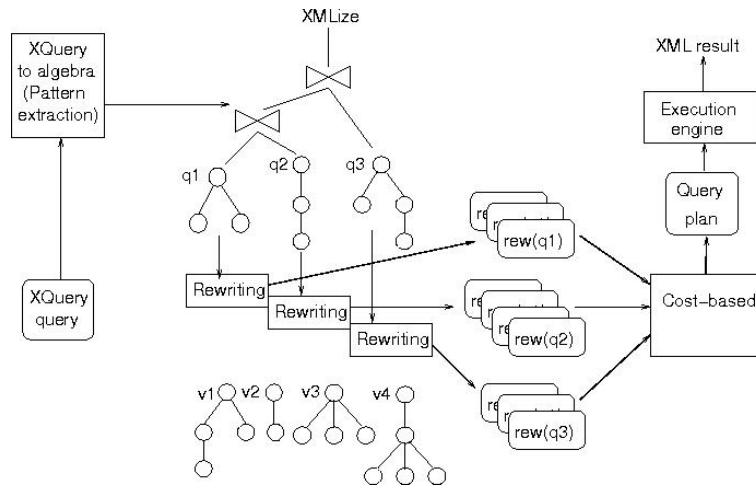 XMLize
XQuery
to algebra
(Pattern
extraction)
XML result
Execution
engine
q1
q2
q3
Query
plan
rew(q1)
XQuery
query
Rewriting
Rewriting
Rewriting
Cost-based
rew(q2)
v1
v2
v3
v4
rew(q3)